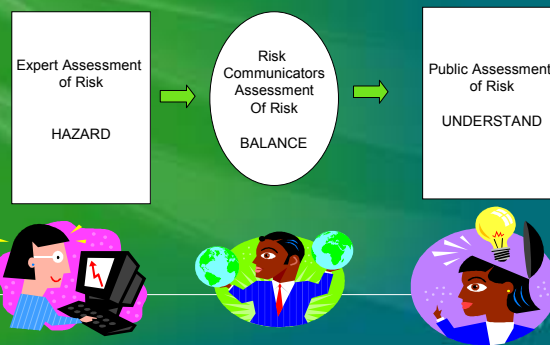 Expert Assessment
of Risk
HAZARD
Risk
Communicators
Assessment
Of Risk
BALANCE
Public Assessment
of Risk
UNDERSTAND